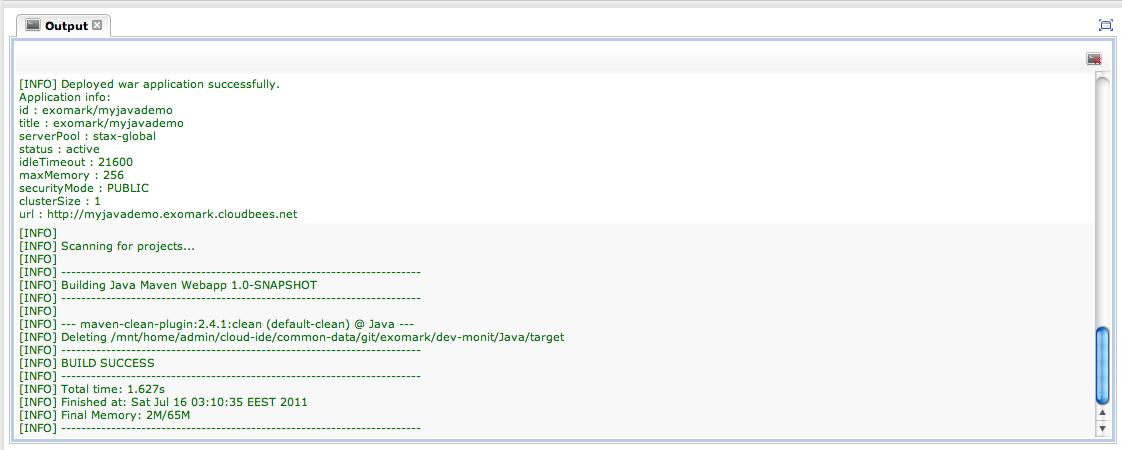 Output
[INFO] Deployed war application successfully.
Application info:
id : exomark/myjavademo
title : exomark/myjavademo
serverPool : stax-global
status : active
idleTimeout : 21600
maxMemory : 256
securityMode : PUBLIC
clusterSize : 1
url : http://myjavademo.exomark.cloudbees.net
[INFO]
[INFO] Scanning for projects...
[INFO]
[INFO] ------------------------------------------------------------------------
[INFO] Building Java Maven Webapp 1.0-SNAPSHOT
[INFO] ------------------------------------------------------------------------
[INFO]
[INFO] --- maven-clean-plugin:2.4.1:clean (default-clean) @ Java ---
[INFO] Deleting /mnt/home/admin/cloud-ide/common-data/git/exomark/dev-monit/Java/target
[INFO] ------------------------------------------------------------------------
[INFO] BUILD SUCCESS
[INFO] ------------------------------------------------------------------------
[INFO] Total time: 1.627s
[INFO] Finished at: Sat Jul 16 03:10:35 EEST 2011
[INFO] Final Memory: 2M/65M
[INFO] ------------------------------------------------------------------------